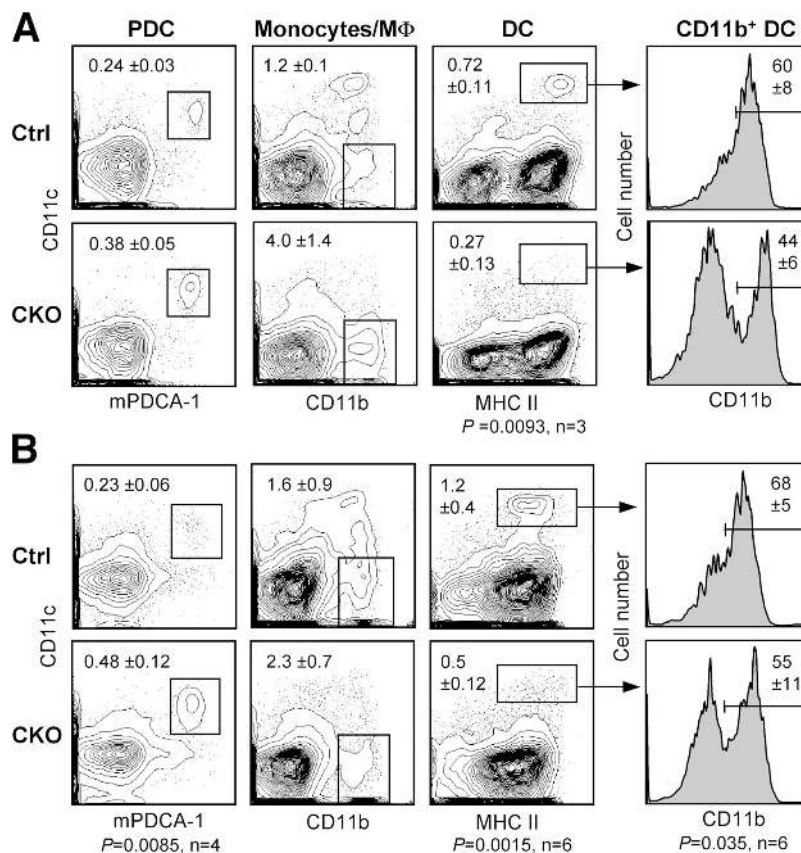 A
PDC
Monocytes/MΦ
DC
CD11b+ DC
Ctrl
0.24 ±0.03
1.2 ±0.1
0.72
±0.11
60
±8
CD11c
Cell number
CKO
0.38 ±0.05
4.0 ±1.4
0.27
±0.13
44
±6
mPDCA-1
CD11b
MHC II
CD11b
P =0.0093, n=3
B
Ctrl
0.23 ±0.06
1.6 ±0.9
1.2
±0.4
68
±5
CD11c
Cell number
CKO
0.48 ±0.12
2.3 ±0.7
0.5
±0.12
55
±11
mPDCA-1
CD11b
MHC II
CD11b
P=0.0085, n=4
P=0.0015, n=6
P=0.035, n=6